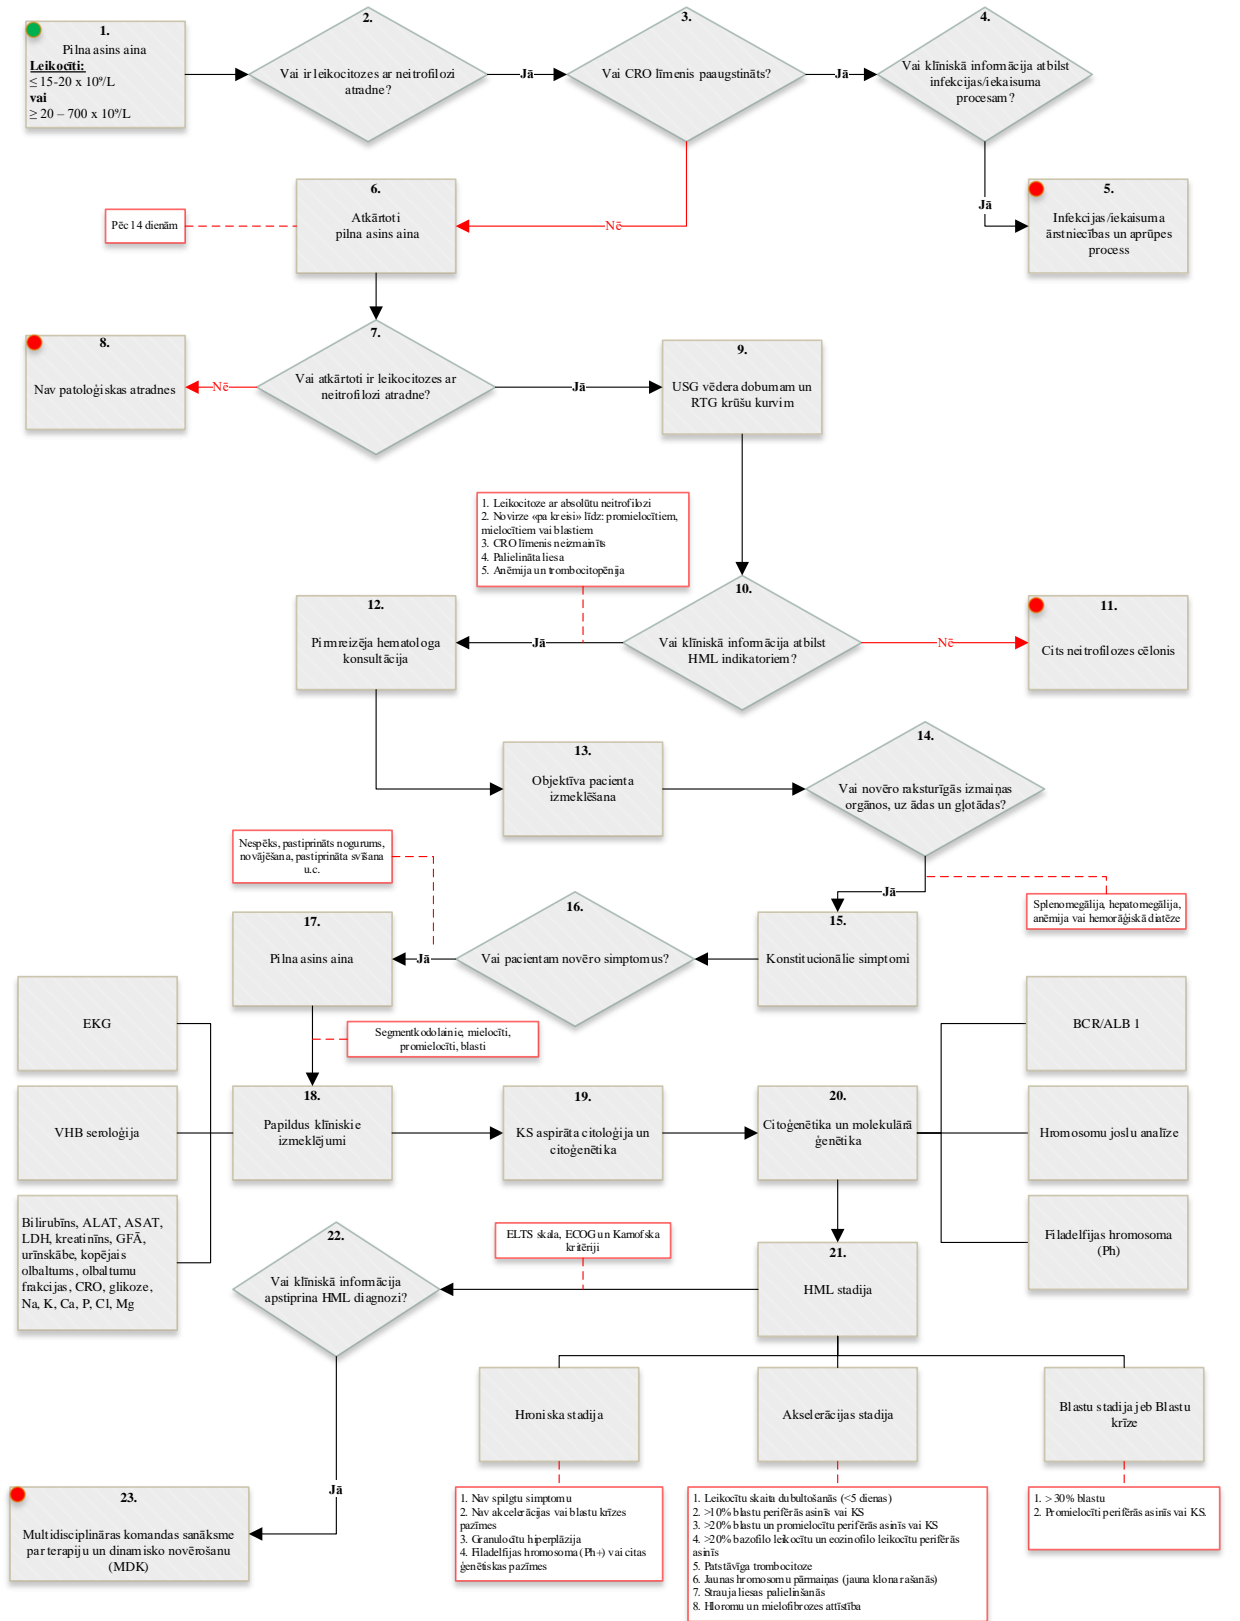 1.
Pilna asins aina
Leikocīti:
≤ 15-20 x 10⁹/L
vai
≥ 20 – 700 x 10⁹/L
2.
Vai ir leikocitozes ar neitrofilozi
atradne?
Jā
3.
Vai CRO līmenis paaugstināts?
Jā
4.
Vai klīniskā informācija atbilst
infekcijas/iekaisuma
procesam?
Jā
5.
Infekcijas/iekaisuma
ārstniecības un aprūpes
process
Nē
6.
Atkārtoti
pilna asins aina
Pēc 14 dienām
7.
Vai atkārtoti ir leikocitozes ar
neitrofilozi atradne?
Nē
8.
Nav patoloģiskas atradnes
Jā
9.
USG vēdera dobumam un
RTG krūšu kurvim
1. Leikocitoze ar absolūtu neitrofilozi
2. Novirze «pa kreisi» līdz: promielocītiem,
mielocītiem vai blastiem
3. CRO līmenis neizmainīts
4. Palielināta liesa
5. Anēmija un trombocitopēnija
10.
Vai klīniskā informācija atbilst
HML indikatoriem?
Nē
11.
Cits neitrofilozes cēlonis
Jā
12.
Pirmreizēja hematologa
konsultācija
13.
Objektīva pacienta
izmeklēšana
14.
Vai novēro raksturīgās izmaiņas
orgānos, uz ādas un gļotādas?
Jā
Splenomegālija, hepatomegālija,
anēmija vai hemorāģiskā diatēze
15.
Konstitucionālie simptomi
16.
Vai pacientam novēro simptomus?
Nespēks, pastiprināts nogurums,
novājēšana, pastiprināta svīšana
u.c.
Jā
17.
Pilna asins aina
Segmentkodolainie, mielocīti,
promielocīti, blasti
18.
Papildus klīniskie
izmeklējumi
EKG
VHB seroloģija
Bilirubīns, ALAT, ASAT,
LDH, kreatinīns, GFĀ,
urīnskābe, kopējais
olbaltums, olbaltumu
frakcijas, CRO, glikoze,
Na, K, Ca, P, Cl, Mg
19.
KS aspirāta citoloģija un
citoģenētika
20.
Citoģenētika un molekulārā
ģenētika
BCR/ALB 1
Hromosomu joslu analīze
Filadelfijas hromosoma
(Ph)
21.
HML stadija
ELTS skala, ECOG un Karnofska
kritēriji
22.
Vai klīniskā informācija
apstiprina HML diagnozi?
Jā
23.
Multidisciplināras komandas sanāksme
par terapiju un dinamisko novērošanu
(MDK)
Hroniska stadija
Akselerācijas stadija
Blastu stadija jeb Blastu
krīze
1. Nav spilgtu simptomu
2. Nav akcelerācijas vai blastu krīzes
pazīmes
3. Granulocītu hiperplāzija
4. Filadelfijas hromosoma (Ph+) vai citas
ģenētiskas pazīmes
1. Leikocītu skaita dubultošanās (<5 dienas)
2. >10% blastu perifērās asinīs vai KS
3. >20% blastu un promielocītu perifērās asinīs vai KS
4. >20% bazofilo leikocītu un eozinofilo leikocītu perifērās
asinīs
5. Patstāvīga trombocitoze
6. Jaunas hromosomu pārmaiņas (jauna klona rašanās)
7. Strauja liesas palielinšanās
8. Hloromu un mielofibrozes attīstība
1. > 30% blastu
2. Promielocīti perifērās asinīs vai KS.